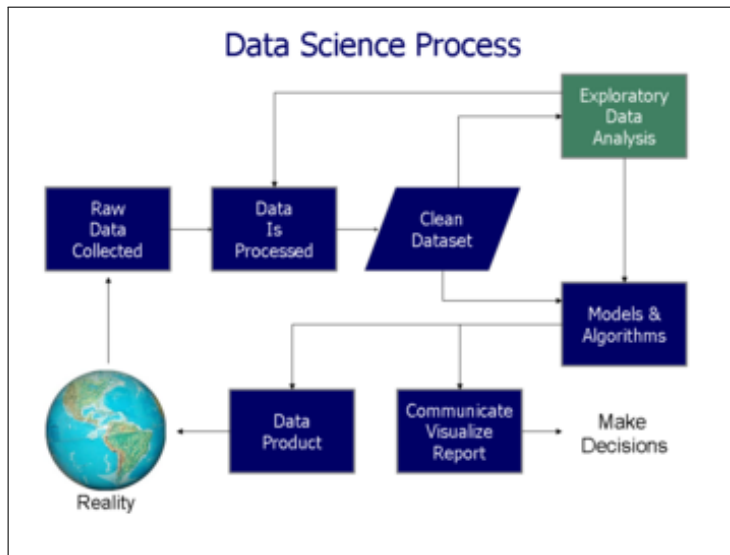 Data Science Process
Exploratory
Data
Analysis
Raw
Data
Collected
Data
Is
Processed
Clean
Dataset
Models &
Algorithms
Data
Product
Communicate
Visualize
Report
Make
Decisions
Reality